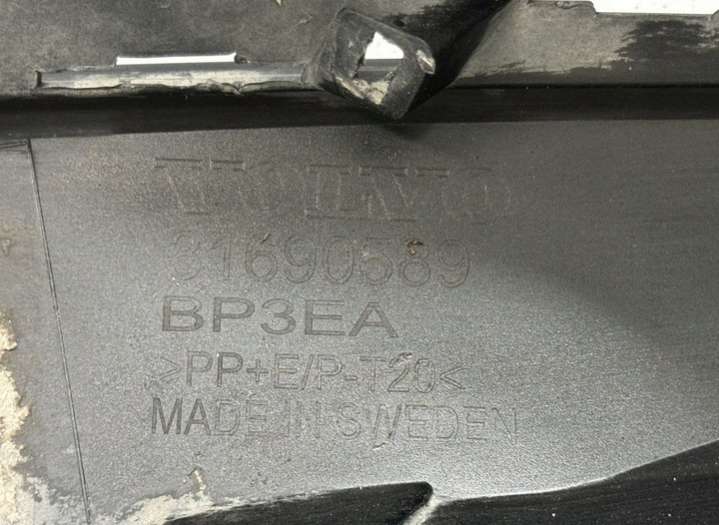 VOLVO
31690589
BP3EA
>PP+E/P-T20<
MADE IN SWEDEN